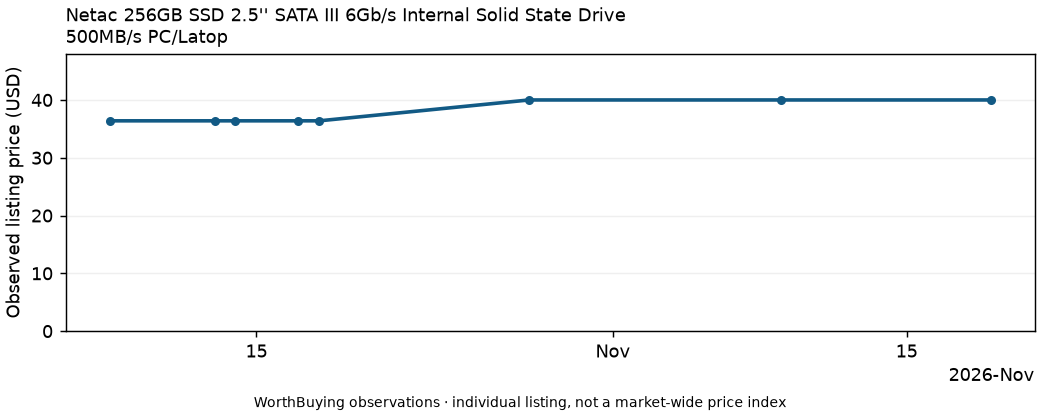 Netac 256GB SSD 2.5'' SATA III 6Gb/s Internal Solid State Drive
500MB/s PC/Latop
Observed listing price (USD)
40
30
20
10
0
15
Nov
15
2026-Nov
WorthBuying observations · individual listing, not a market-wide price index